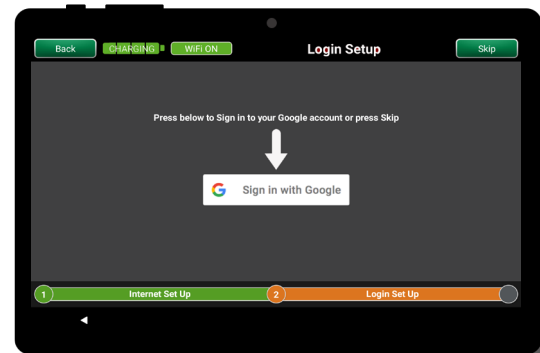 Back
CHARGING
WiFi ON
Login Setup
Skip
Press below to Sign in to your Google account or press Skip
G Sign in with Google
1 Internet Set Up 2 Login Set Up